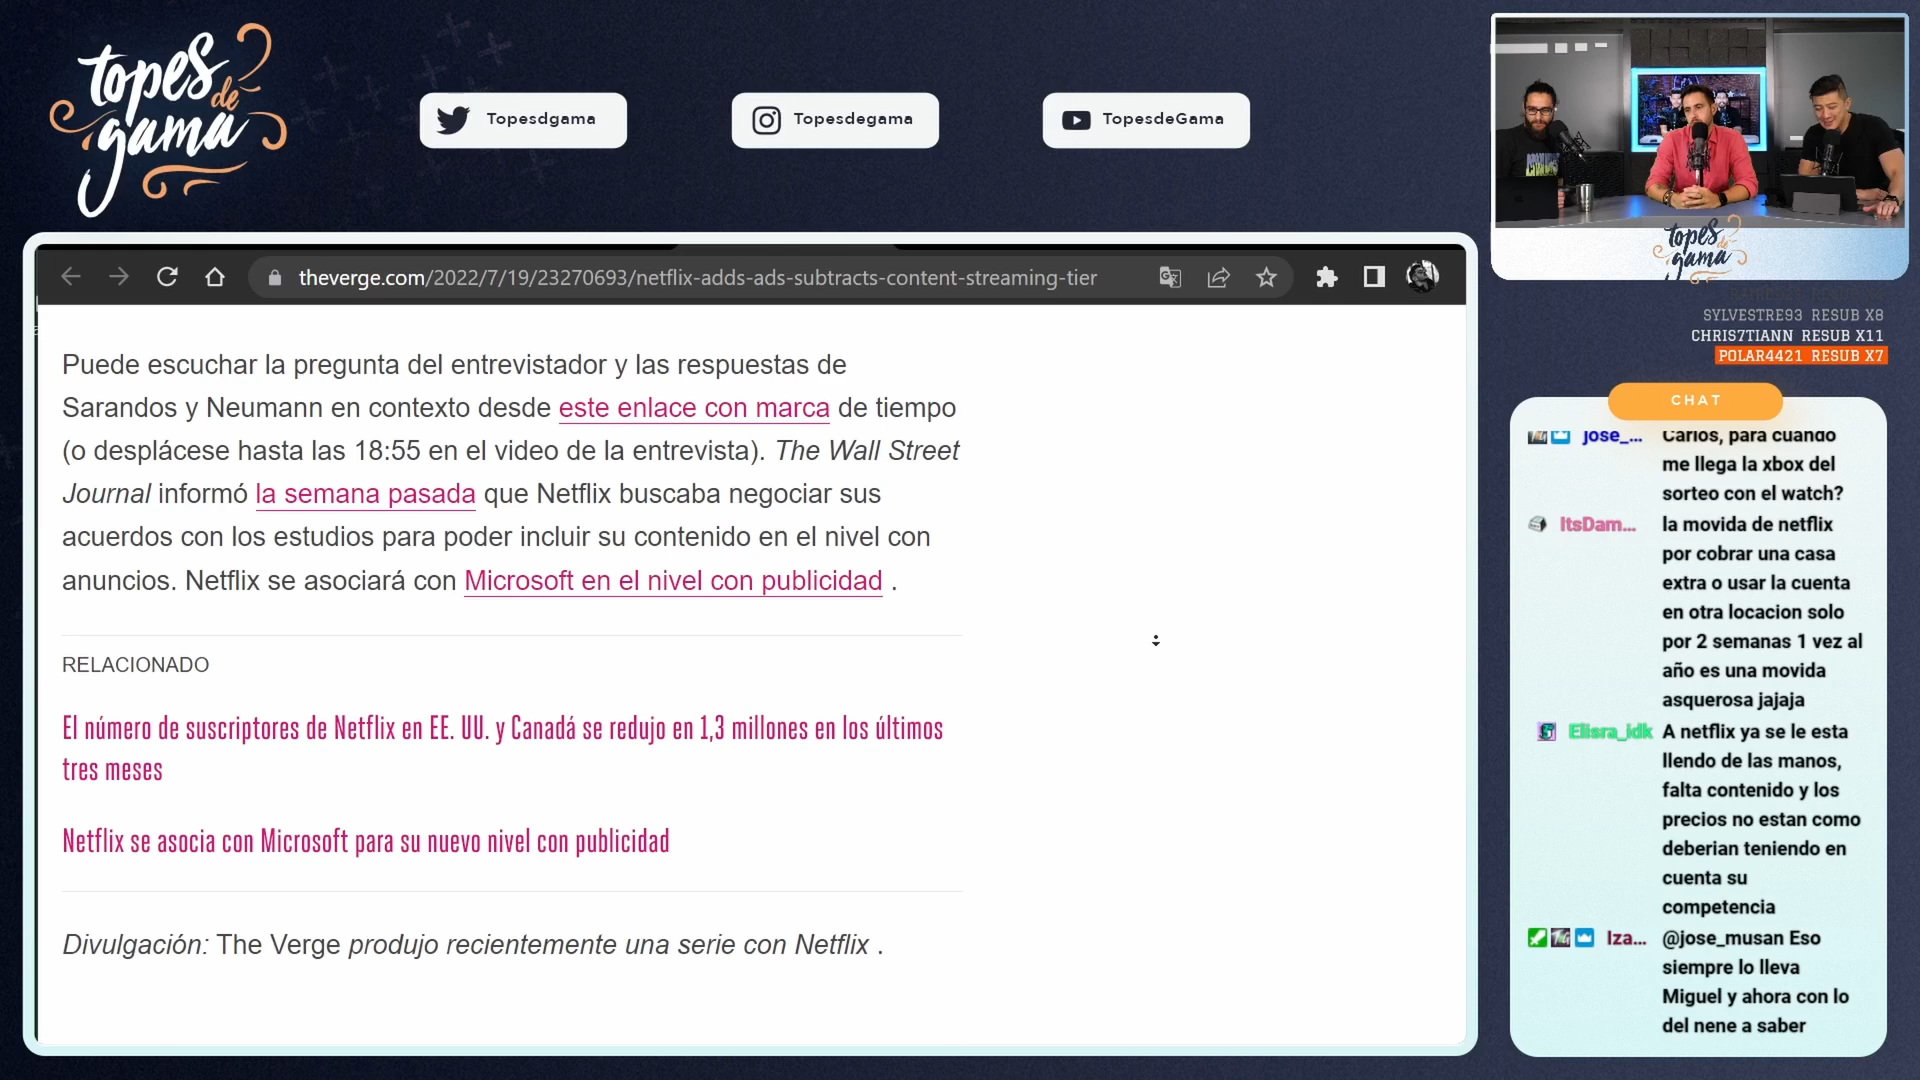 topes de gama
Topesdgama
Topesdegama
TopesdeGama
theverge.com/2022/7/19/23270693/netflix-adds-ads-subtracts-content-streaming-tier
Puede escuchar la pregunta del entrevistador y las respuestas de
Sarandos y Neumann en contexto desde este enlace con marca de tiempo
(o desplácese hasta las 18:55 en el video de la entrevista). The Wall Street
Journal informó la semana pasada que Netflix buscaba negociar sus
acuerdos con los estudios para poder incluir su contenido en el nivel con
anuncios. Netflix se asociará con Microsoft en el nivel con publicidad .
RELACIONADO
El número de suscriptores de Netflix en EE. UU. y Canadá se redujo en 1,3 millones en los últimos
tres meses
Netflix se asocia con Microsoft para su nuevo nivel con publicidad
Divulgación: The Verge produjo recientemente una serie con Netflix .
topes de gama
SYLVESTRE93 RESUB X8
CHRIS7TIANN RESUB X11
POLAR4421 RESUB X7
CHAT
jose_... Carlos, para cuando
me llega la xbox del
sorteo con el watch?
ItsDam... la movida de netflix
por cobrar una casa
extra o usar la cuenta
en otra locacion solo
por 2 semanas 1 vez al
año es una movida
asquerosa jajaja
Elisra_idk A netflix ya se le esta
llendo de las manos,
falta contenido y los
precios no estan como
deberian teniendo en
cuenta su
competencia
Iza... @jose_musan Eso
siempre lo lleva
Miguel y ahora con lo
del nene a saber